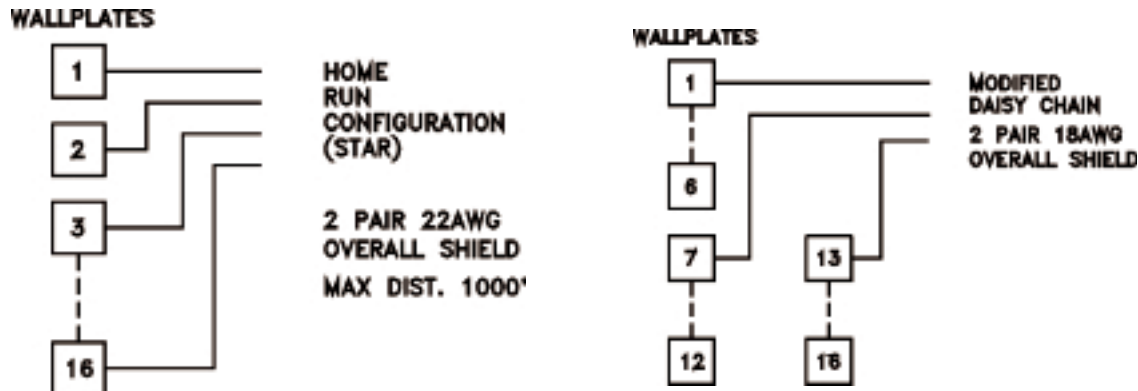 WALLPLATES
1
2
3
16
HOME
RUN
CONFIGURATION
(STAR)
2 PAIR 22AWG
OVERALL SHIELD
MAX DIST. 1000'
WALLPLATES
1
6
7
13
12
16
MODIFIED
DAISY CHAIN
2 PAIR 18AWG
OVERALL SHIELD